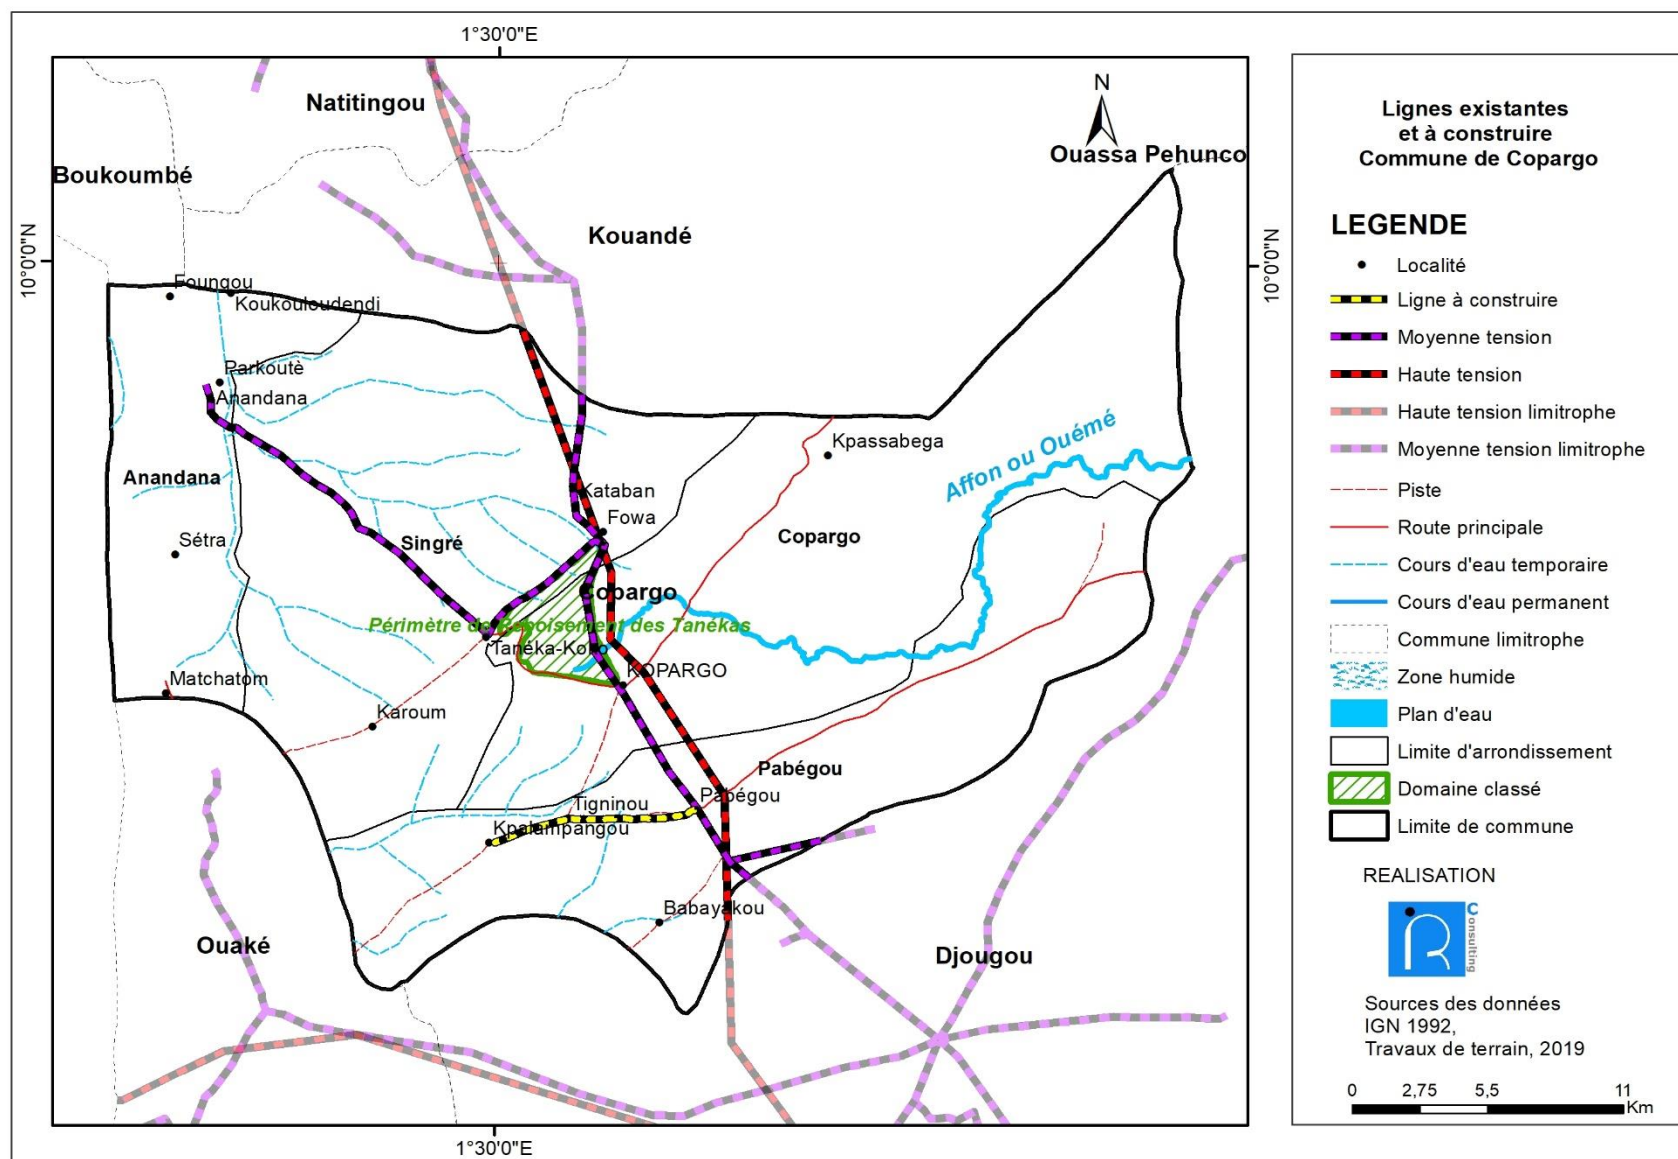 1°30'0"E
Natitingou
N
Boukoumbé
Ouassa Pehunco
Kouandé
10°0'0"N
10°0'0"N
Foungou
Koukouloudendi
Parkoutè
Anandana
Kpassabega
Anandana
Affon ou Ouémé
Kataban
Fowa
Sétra
Singré
Copargo
Copargo
Périmètre de Reboisement des Tanékas
Tanéka-Koko
KOPARGO
Matchatom
Karoum
Pabégou
Pabégou
Tigninou
Kpalampangou
Babayakou
Ouaké
Djougou
1°30'0"E
Lignes existantes
et à construire
Commune de Copargo
LEGENDE
Localité
Ligne à construire
Moyenne tension
Haute tension
Haute tension limitrophe
Moyenne tension limitrophe
Piste
Route principale
Cours d'eau temporaire
Cours d'eau permanent
Commune limitrophe
Zone humide
Plan d'eau
Limite d'arrondissement
Domaine classé
Limite de commune
REALISATION
IR
Consulting
Sources des données
IGN 1992,
Travaux de terrain, 2019
0 2,75 5,5 11
Km